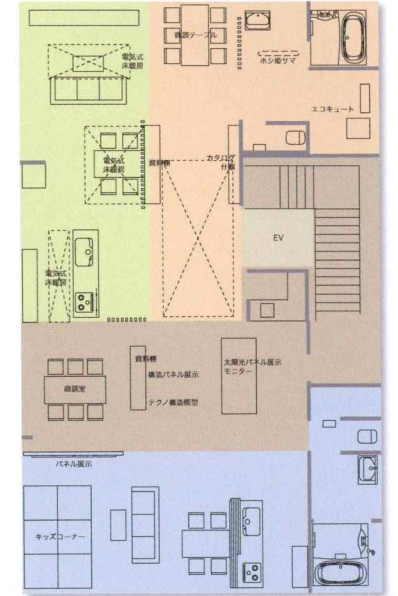 商談テーブル
電気式
床暖房
ホシ姫サマ
エコキュート
電気式
床暖房
資料棚
カタログ
什器
EV
電気式
床暖房
資料棚
構造パネル展示
テクノ構造模型
太陽光パネル展示
モニター
商談室
パネル展示
キッズコーナー